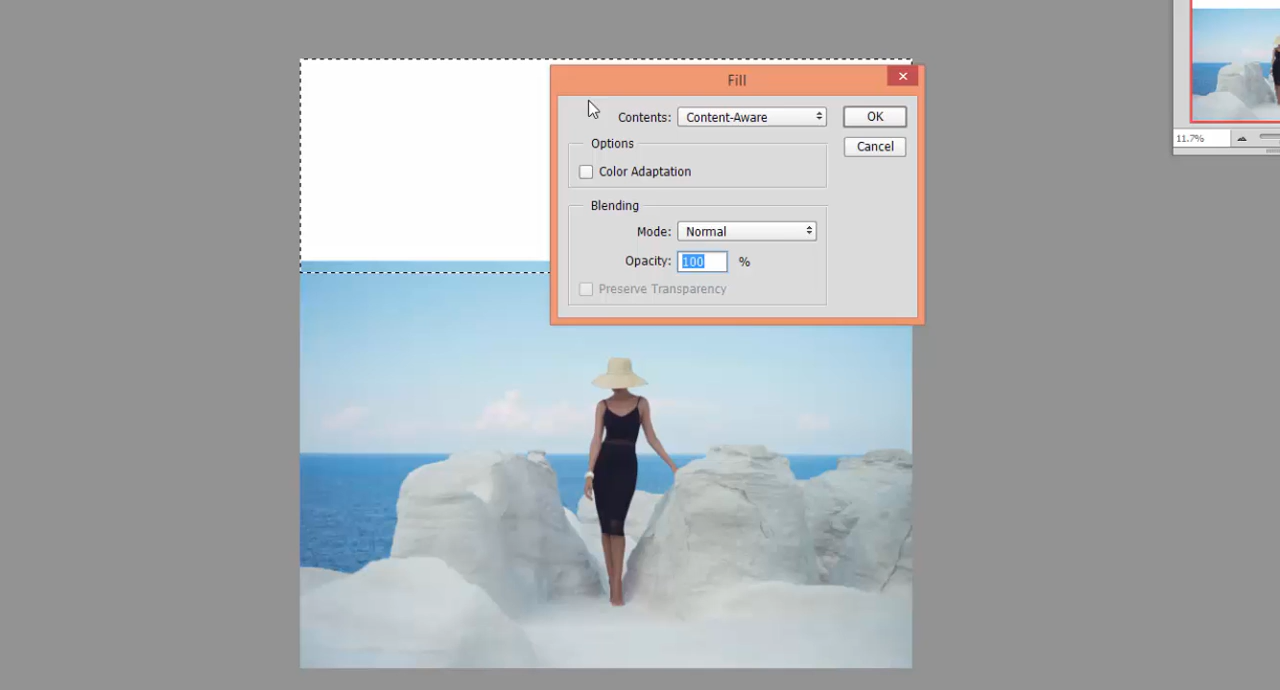 Fill
Contents: Content-Aware
OK
Options
Cancel
Color Adaptation
Blending
Mode: Normal
Opacity: 100 %
Preserve Transparency
11.7%